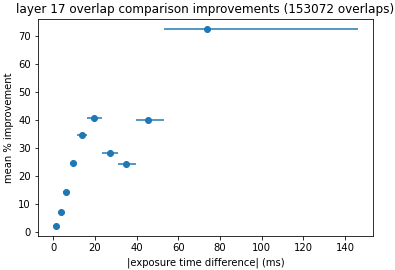 layer 17 overlap comparison improvements (153072 overlaps)
mean % improvement
70
60
50
40
30
20
10
0
0 20 40 60 80 100 120 140
|exposure time difference| (ms)